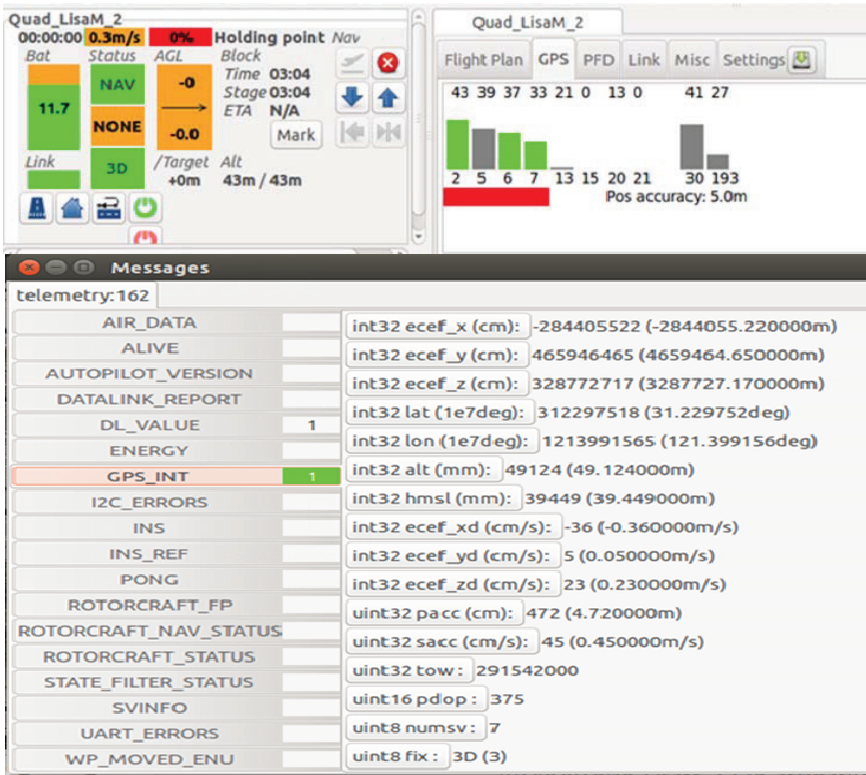 Quad_LisaM_2
00:00:00 0.3m/s 0% Holding point Nav
Bat Status AGL Block
Time 03:04
Stage 03:04
ETA N/A
11.7 NAV -0
NONE -0.0 Mark
Link 3D /Target Alt
+0m 43m / 43m
Quad_LisaM_2
Flight Plan GPS PFD Link Misc Settings
43 39 37 33 21 0 13 0 41 27
2 5 6 7 13 15 20 21 30 193
Pos accuracy: 5.0m
Messages
telemetry:162
AIR_DATA
ALIVE
AUTOPILOT_VERSION
DATALINK_REPORT
DL_VALUE 1
ENERGY
GPS_INT 1
I2C_ERRORS
INS
INS_REF
PONG
ROTORCRAFT_FP
ROTORCRAFT_NAV_STATUS
ROTORCRAFT_STATUS
STATE_FILTER_STATUS
SVINFO
UART_ERRORS
WP_MOVED_ENU
int32 ecef_x (cm): -284405522 (-2844055.220000m)
int32 ecef_y (cm): 465946465 (4659464.650000m)
int32 ecef_z (cm): 328772717 (3287727.170000m)
int32 lat (1e7deg): 312297518 (31.229752deg)
int32 lon (1e7deg): 1213991565 (121.399156deg)
int32 alt (mm): 49124 (49.124000m)
int32 hmsl (mm): 39449 (39.449000m)
int32 ecef_xd (cm/s): -36 (-0.360000m/s)
int32 ecef_yd (cm/s): 5 (0.050000m/s)
int32 ecef_zd (cm/s): 23 (0.230000m/s)
uint32 pacc (cm): 472 (4.720000m)
uint32 sacc (cm/s): 45 (0.450000m/s)
uint32 tow : 291542000
uint16 pdop : 375
uint8 numsv : 7
uint8 fix : 3D (3)